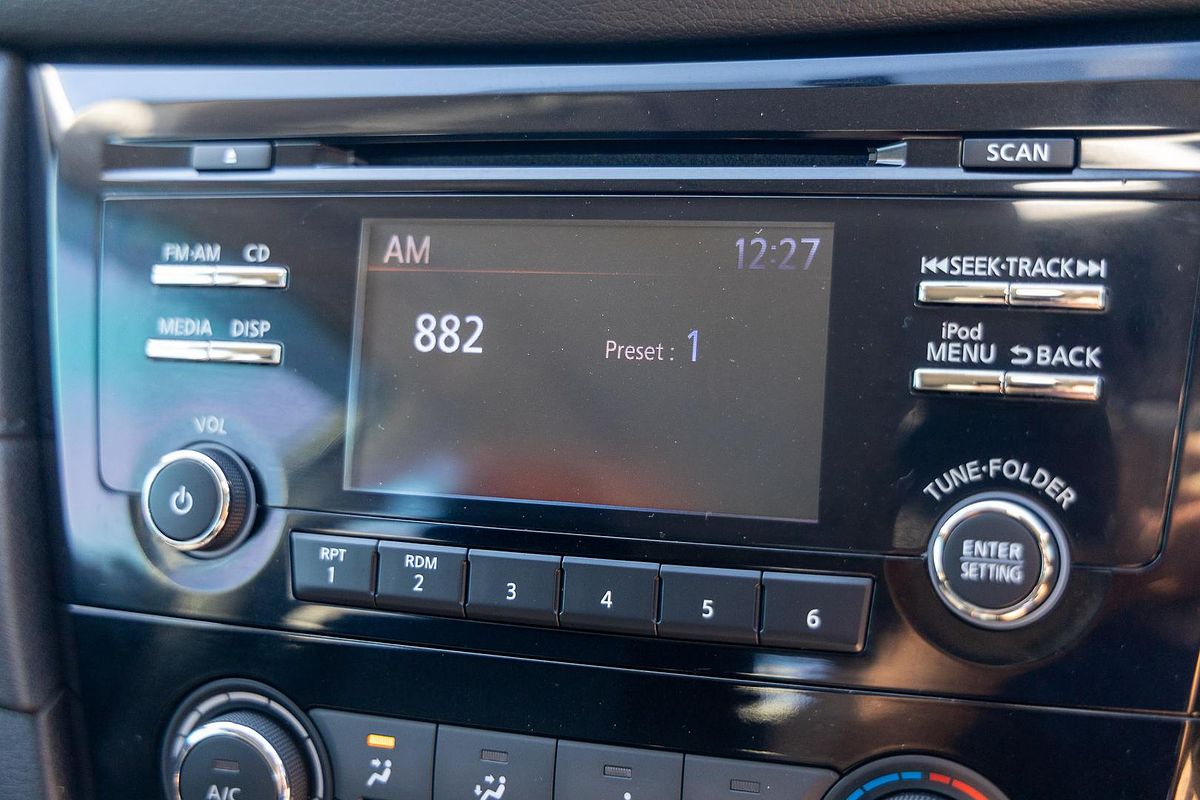 SCAN
FM·AM CD
AM 12:27
SEEK·TRACK
MEDIA DISP
882
Preset : 1
iPod
MENU BACK
VOL
TUNE·FOLDER
ENTER
SETTING
RPT
1
RDM
2
3
4
5
6
A/C